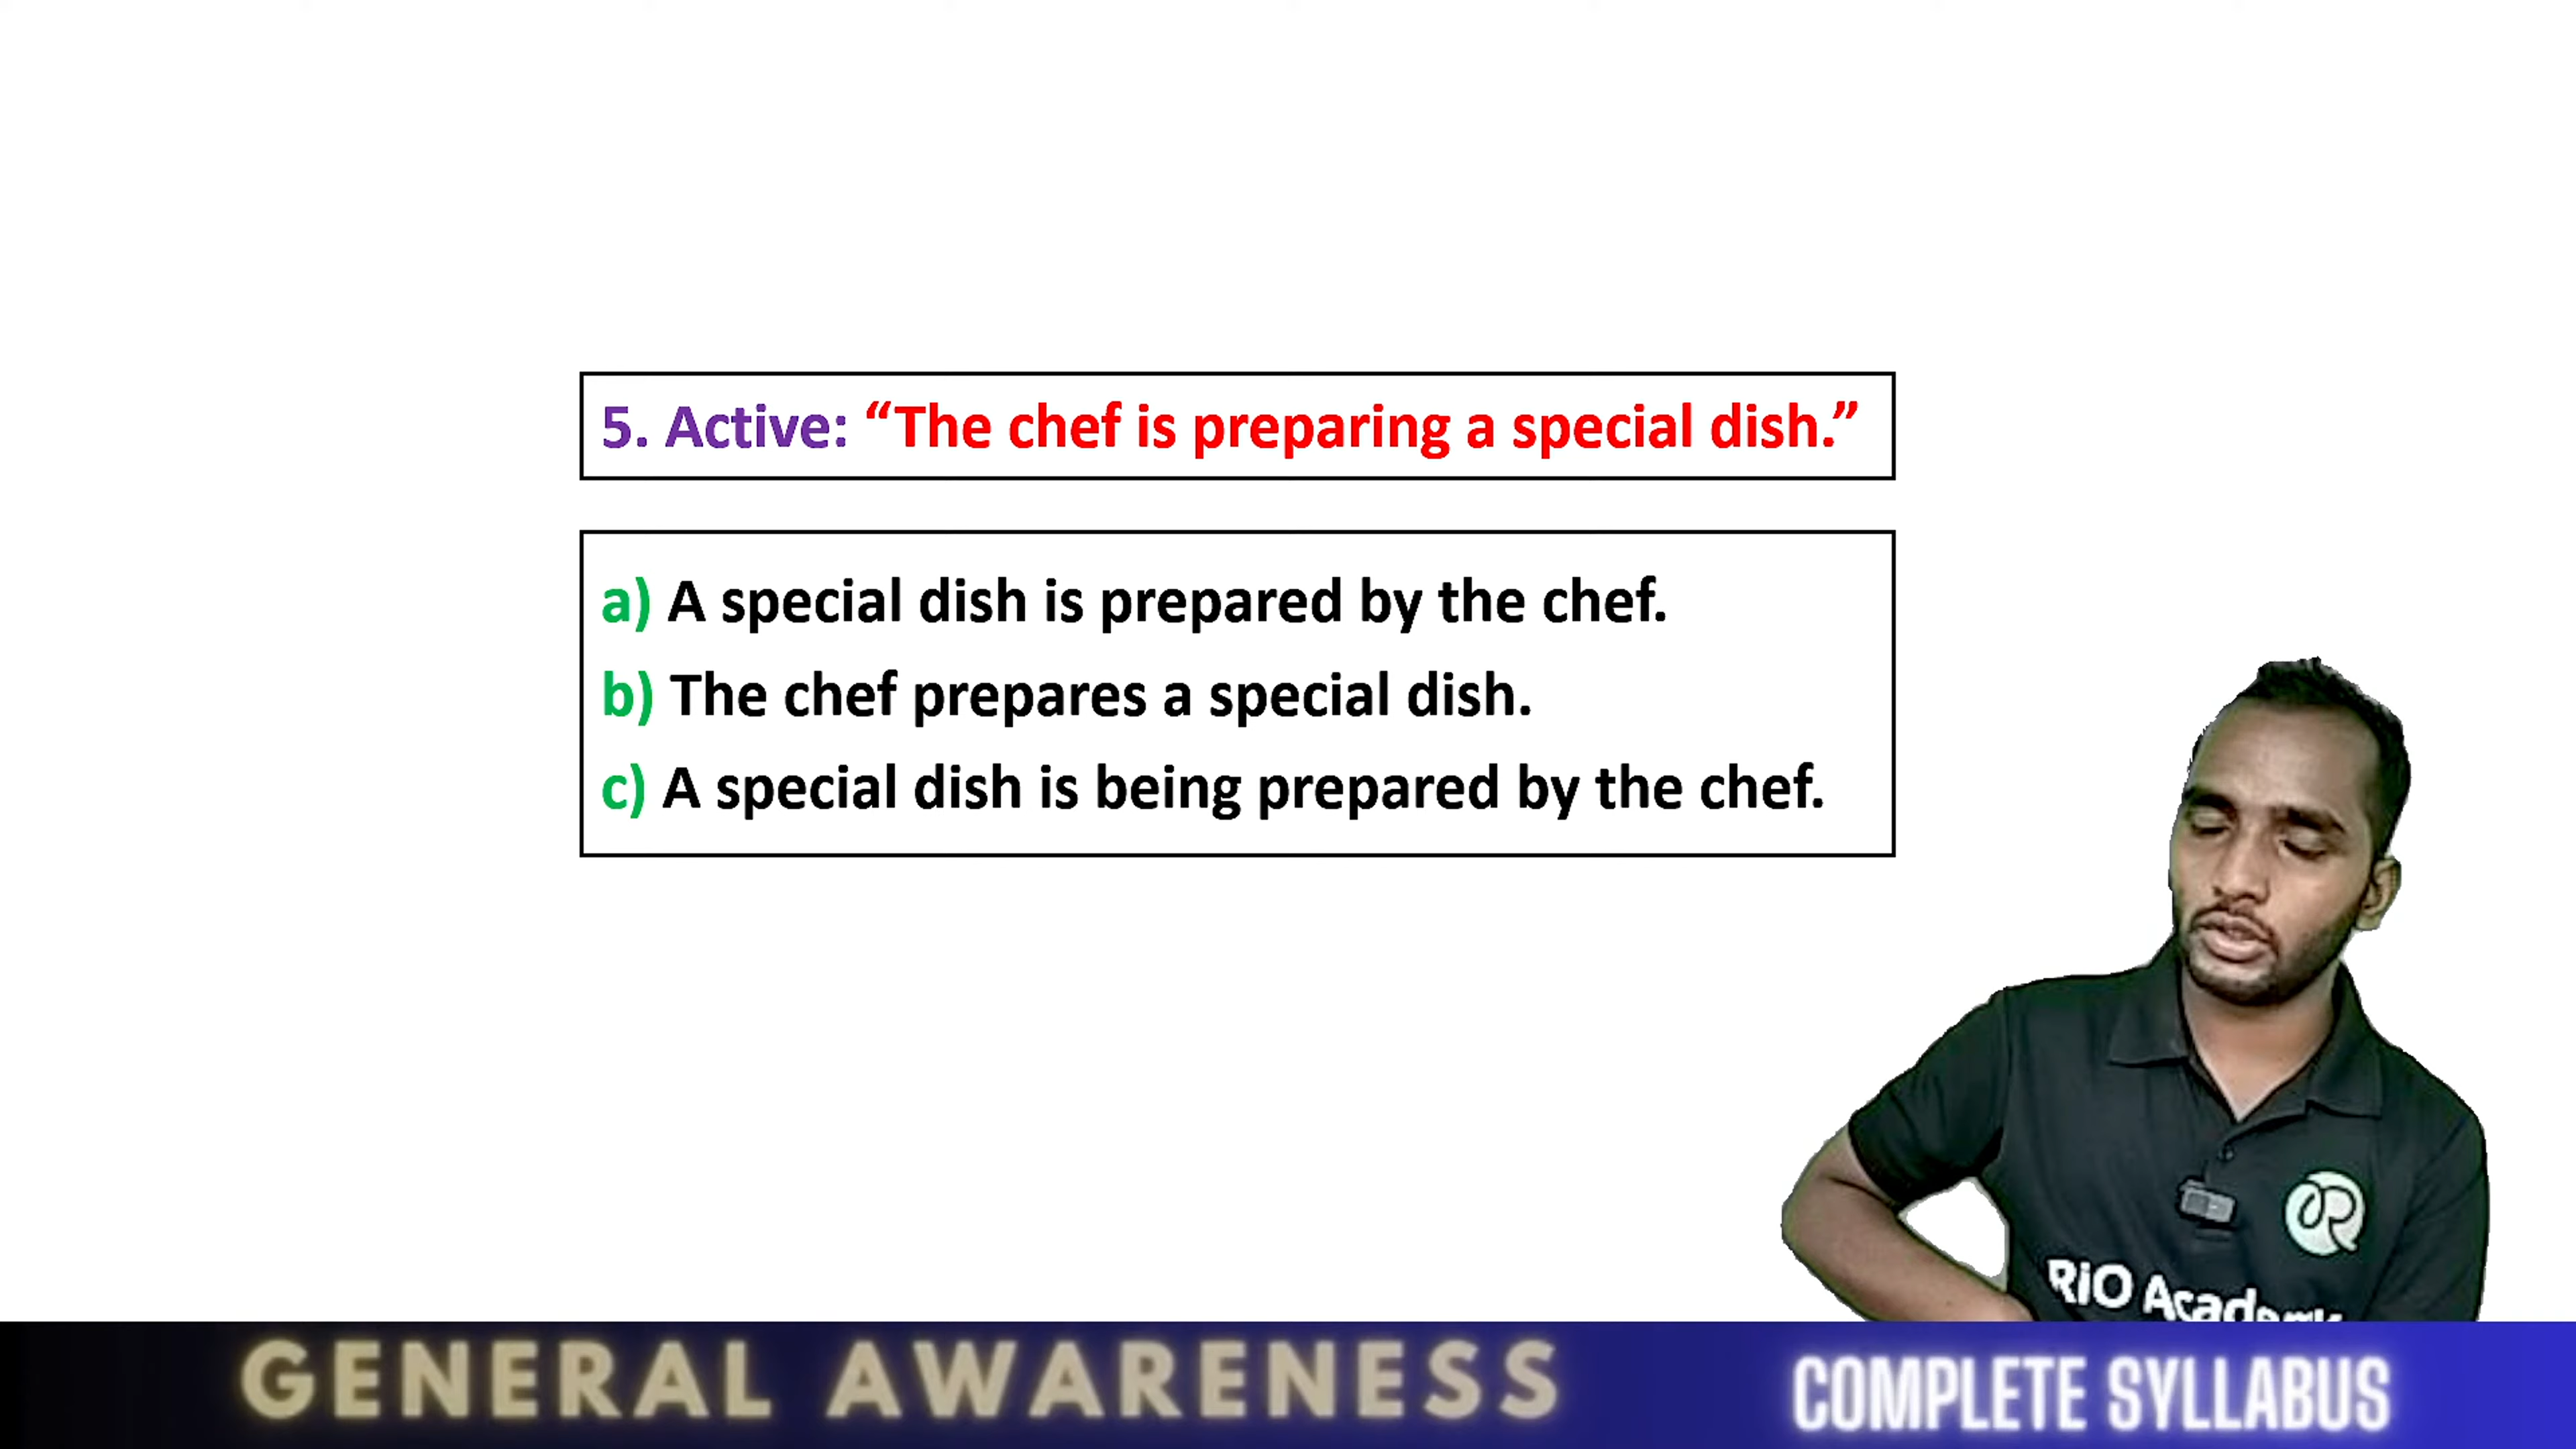 5. Active: “The chef is preparing a special dish.”
a) A special dish is prepared by the chef.
b) The chef prepares a special dish.
c) A special dish is being prepared by the chef.
RiO
GENERAL AWARENESS
COMPLETE SYLLABUS